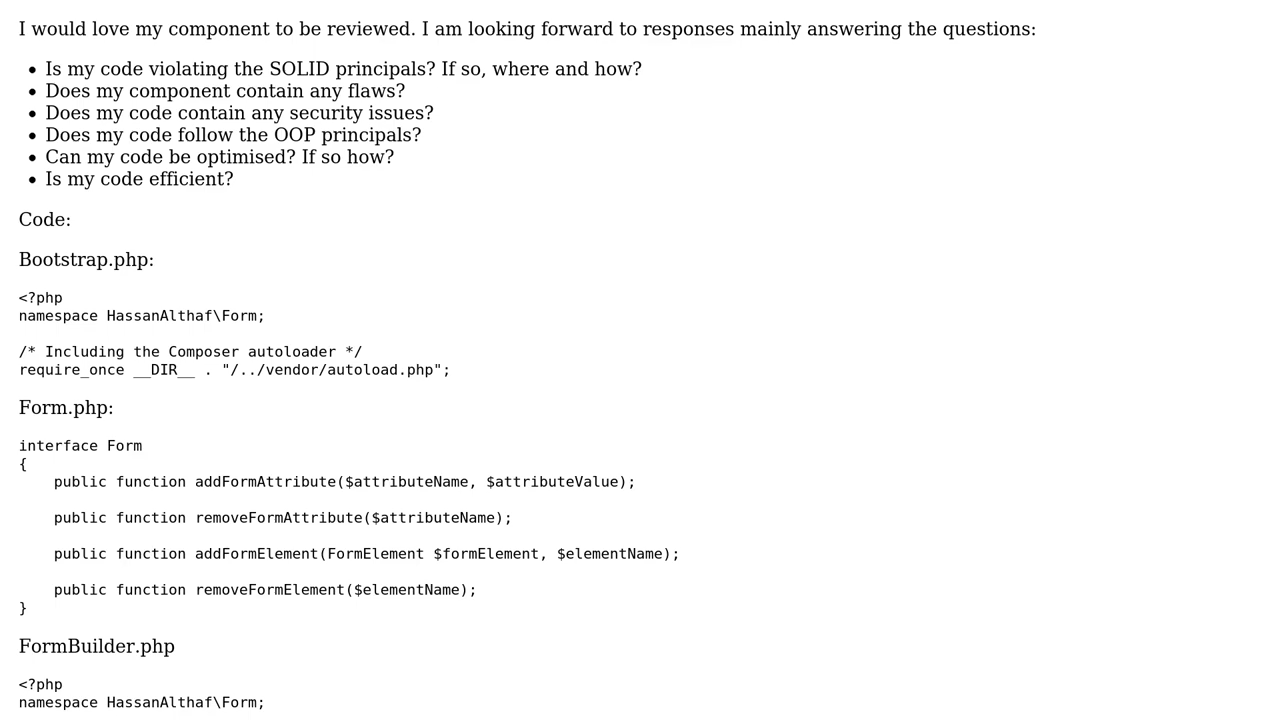 I would love my component to be reviewed. I am looking forward to responses mainly answering the questions:
• Is my code violating the SOLID principals? If so, where and how?
• Does my component contain any flaws?
• Does my code contain any security issues?
• Does my code follow the OOP principals?
• Can my code be optimised? If so how?
• Is my code efficient?
Code:
Bootstrap.php:
<?php
namespace HassanAlthaf\Form;
/* Including the Composer autoloader */
require_once __DIR__ . "/../vendor/autoload.php";
Form.php:
interface Form
{
    public function addFormAttribute($attributeName, $attributeValue);
    public function removeFormAttribute($attributeName);
    public function addFormElement(FormElement $formElement, $elementName);
    public function removeFormElement($elementName);
}
FormBuilder.php
<?php
namespace HassanAlthaf\Form;